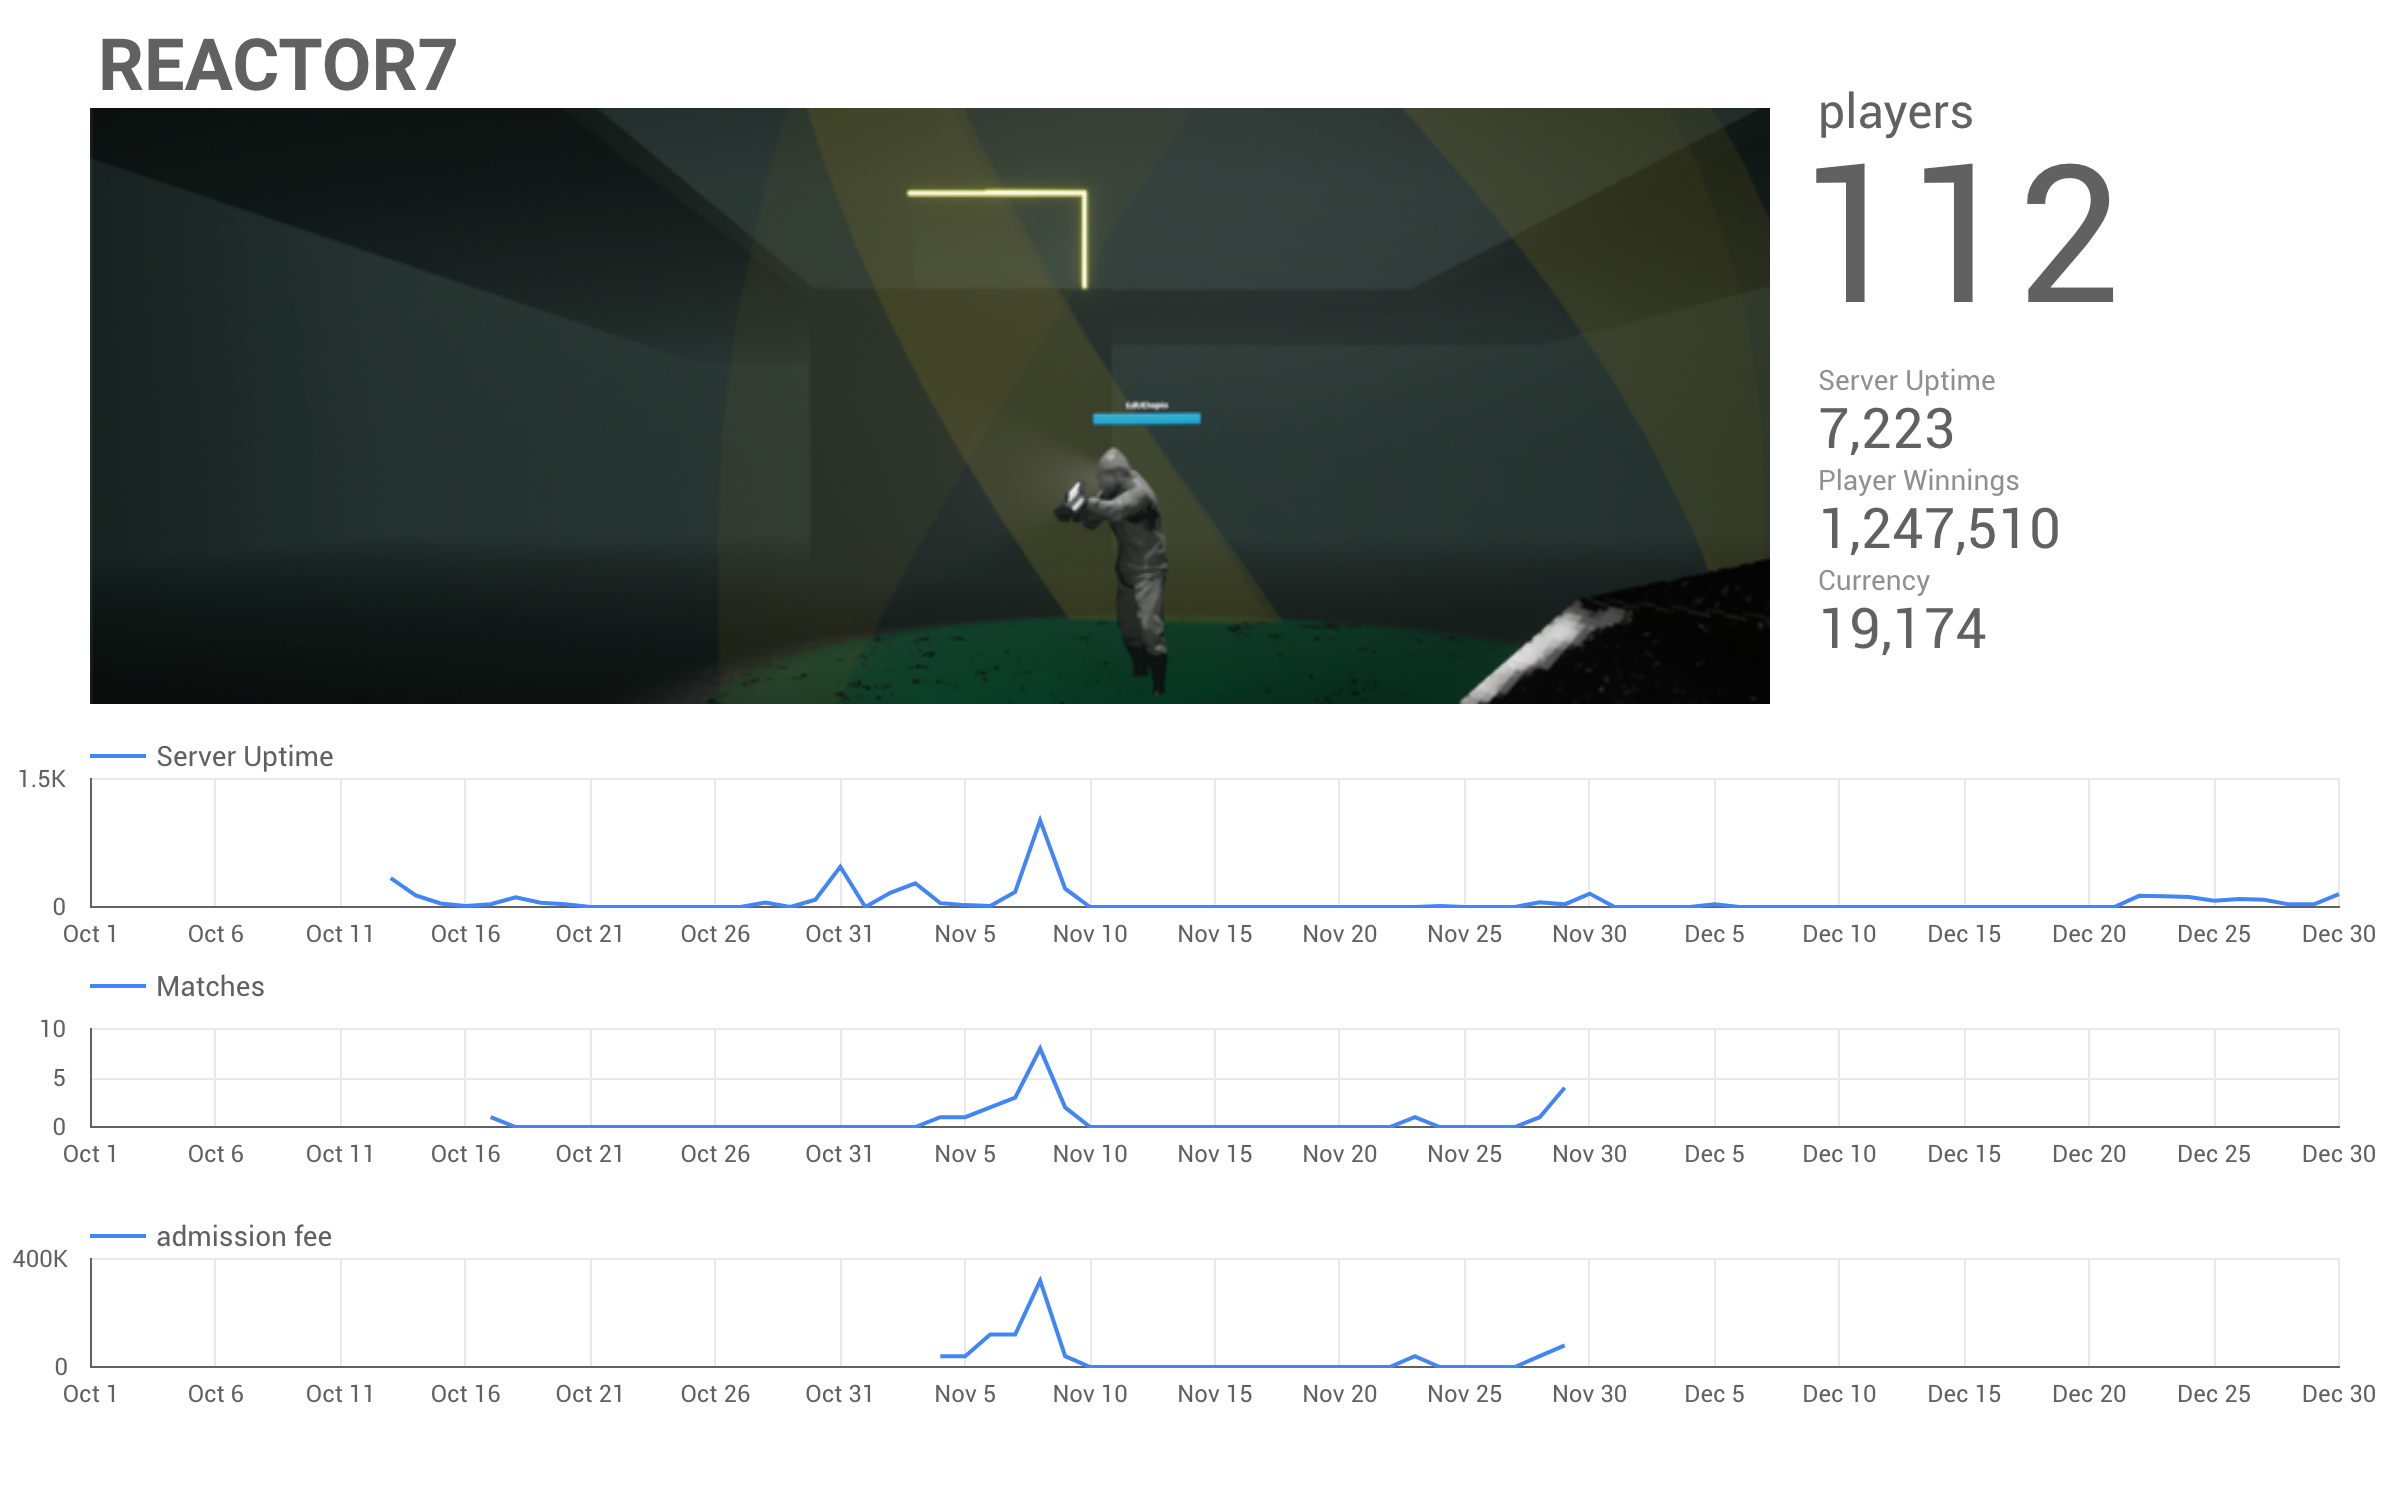 REACTOR7
players
112
Server Uptime
7,223
Player Winnings
1,247,510
Currency
19,174
Server Uptime
1.5K
0
Oct 1 Oct 6 Oct 11 Oct 16 Oct 21 Oct 26 Oct 31 Nov 5 Nov 10 Nov 15 Nov 20 Nov 25 Nov 30 Dec 5 Dec 10 Dec 15 Dec 20 Dec 25 Dec 30
Matches
10
5
0
Oct 1 Oct 6 Oct 11 Oct 16 Oct 21 Oct 26 Oct 31 Nov 5 Nov 10 Nov 15 Nov 20 Nov 25 Nov 30 Dec 5 Dec 10 Dec 15 Dec 20 Dec 25 Dec 30
admission fee
400K
0
Oct 1 Oct 6 Oct 11 Oct 16 Oct 21 Oct 26 Oct 31 Nov 5 Nov 10 Nov 15 Nov 20 Nov 25 Nov 30 Dec 5 Dec 10 Dec 15 Dec 20 Dec 25 Dec 30